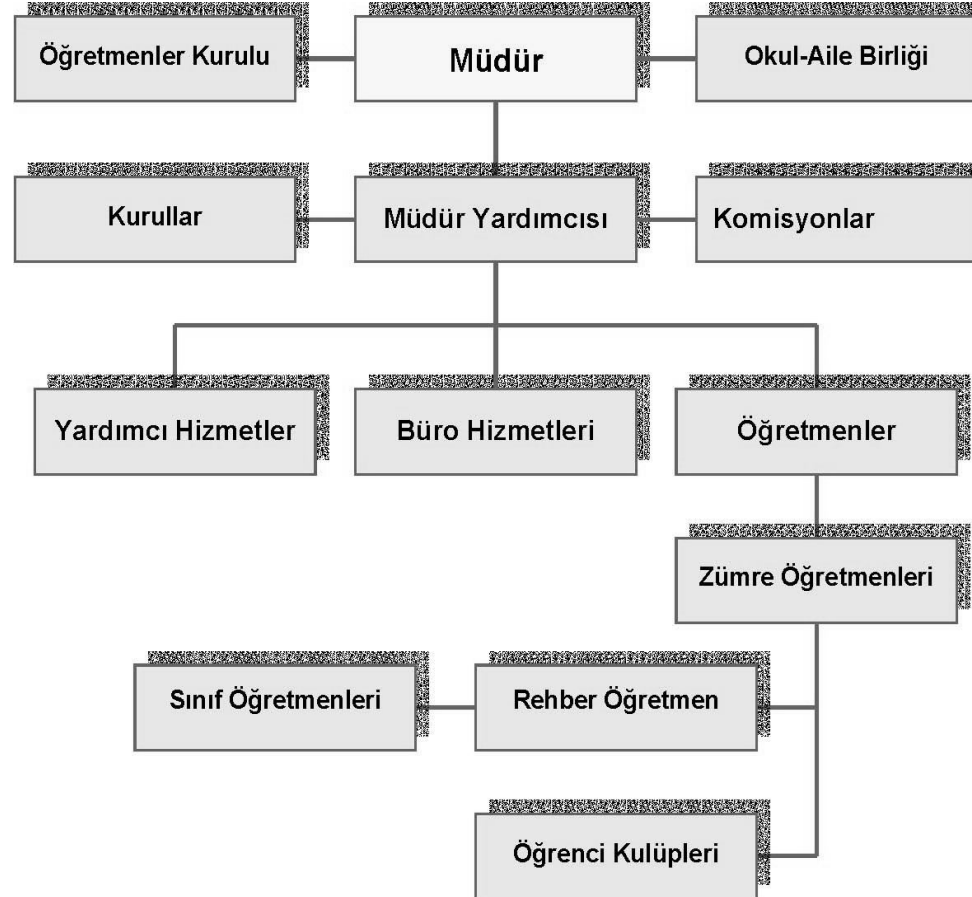 Öğretmenler Kurulu
Müdür
Okul-Aile Birliği
Kurullar
Müdür Yardımcısı
Komisyonlar
Yardımcı Hizmetler
Büro Hizmetleri
Öğretmenler
Zümre Öğretmenleri
Sınıf Öğretmenleri
Rehber Öğretmen
Öğrenci Kulüpleri